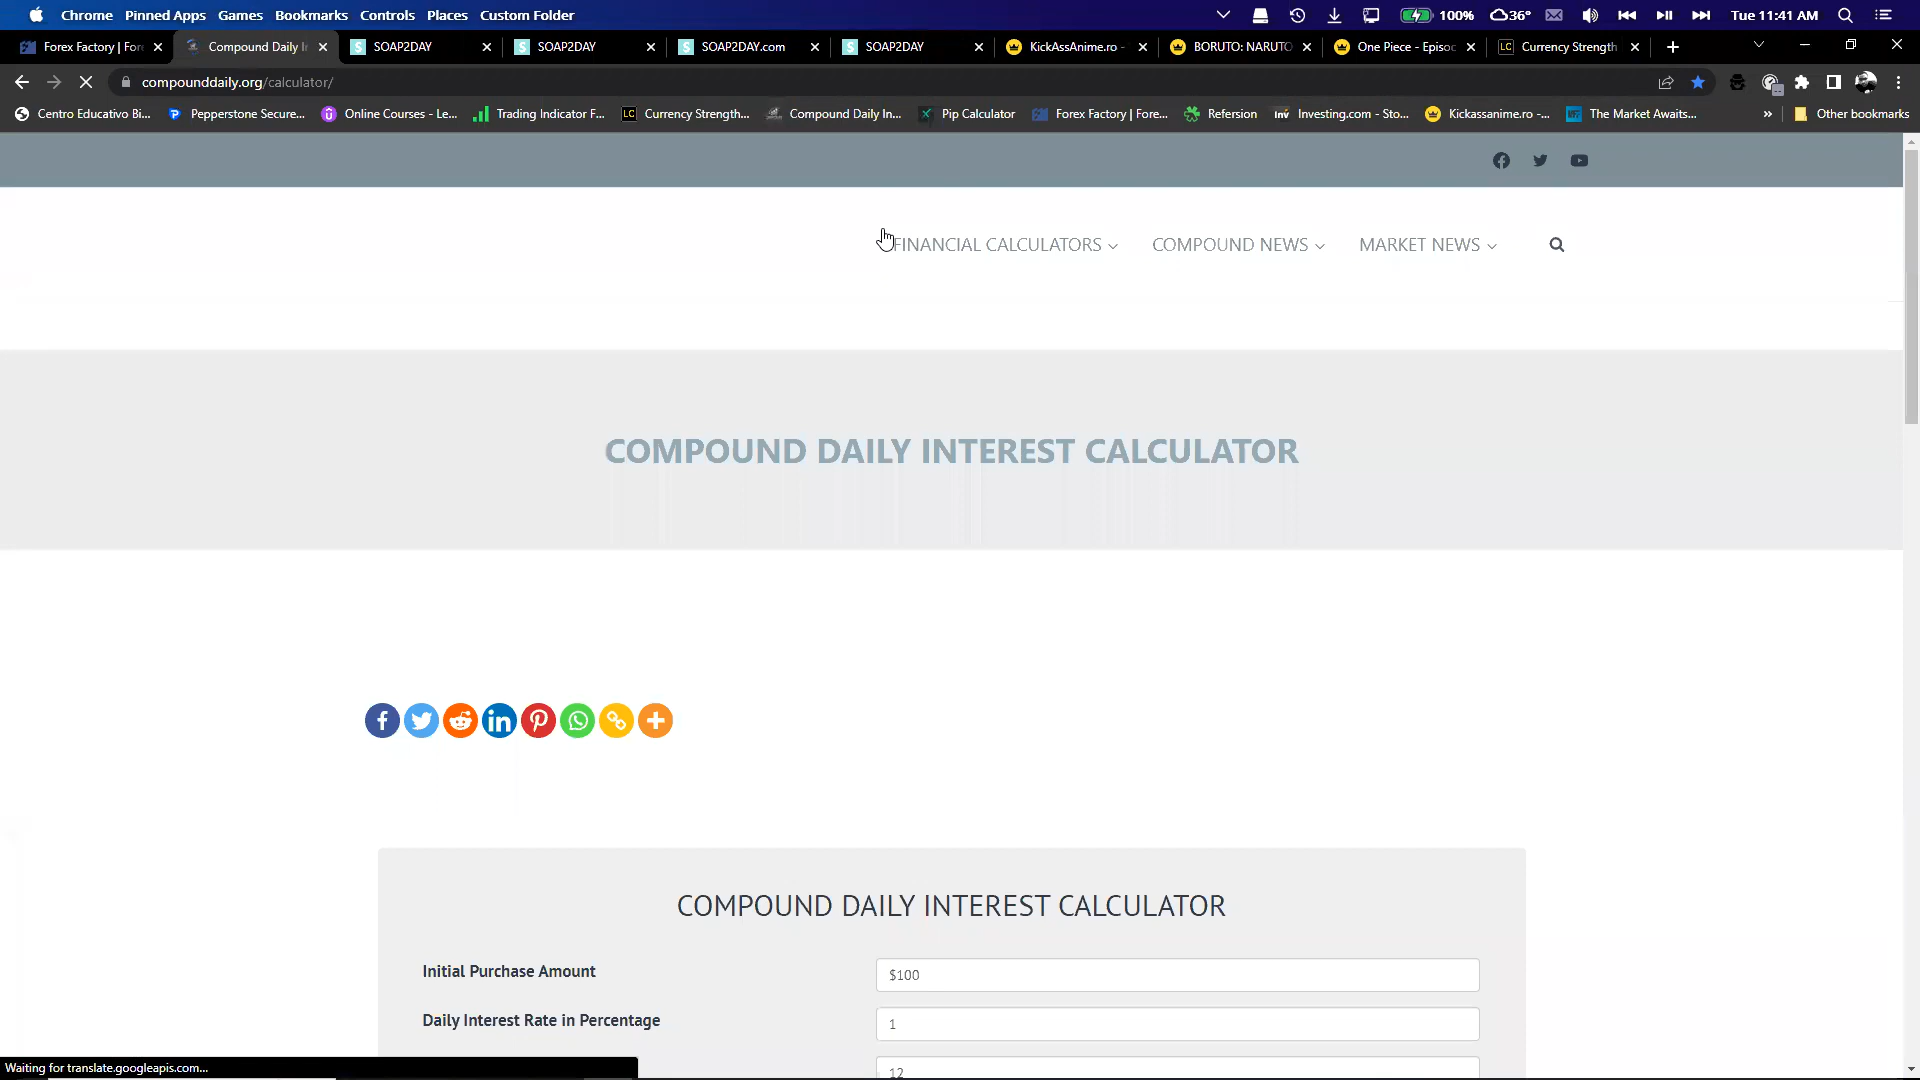 Chrome Pinned Apps Games Bookmarks Controls Places Custom Folder 100% 36° Tue 11:41 AM
Forex Factory | For Compound Daily I SOAP2DAY SOAP2DAY SOAP2DAY.com SOAP2DAY KickAssAnime.ro - BORUTO: NARUTO One Piece - Episo Currency Strength
compounddaily.org/calculator/
Centro Educativo Bi... Pepperstone Secure... Online Courses - Le... Trading Indicator F... LC Currency Strength... Compound Daily In... Pip Calculator Forex Factory | Fore... Refersion Inv Investing.com - Sto... Kickassanime.ro -... The Market Awaits... » Other bookmarks
FINANCIAL CALCULATORS COMPOUND NEWS MARKET NEWS
COMPOUND DAILY INTEREST CALCULATOR
COMPOUND DAILY INTEREST CALCULATOR
Initial Purchase Amount $100
Daily Interest Rate in Percentage 1
12
Waiting for translate.googleapis.com...